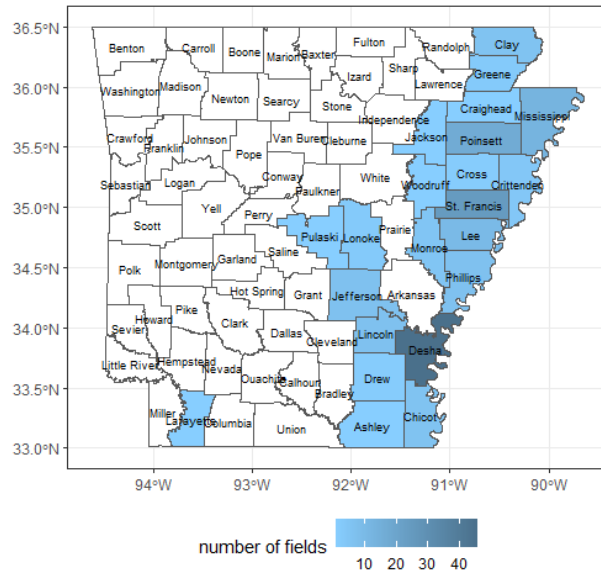 36.5°N
Benton Carroll Boone Marion Baxter Fulton Randolph Clay
Sharp
Izard Greene
36.0°N
Washington Madison Newton Searcy Stone Lawrence
Independence Craighead Mississippi
35.5°N
Crawford Franklin Johnson Van Buren Cleburne Jackson Poinsett
Pope
Sebastian Logan Conway Faulkner White Woodruff Cross Crittenden
35.0°N
Yell Perry St. Francis
Scott Pulaski Lonoke Prairie Lee
Saline Monroe
34.5°N
Polk Montgomery Garland Phillips
Hot Spring Grant Jefferson Arkansas
34.0°N
Sevier Howard Pike Clark Dallas Cleveland Lincoln Desha
Little River Hempstead Nevada
33.5°N
Ouachita Calhoun Bradley Drew
Miller Lafayette Columbia Union Ashley Chicot
33.0°N
94°W 93°W 92°W 91°W 90°W
number of fields
10 20 30 40